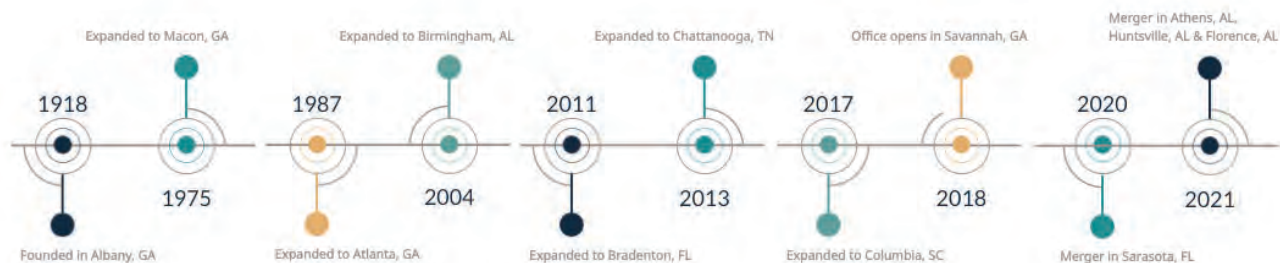 1918
Founded in Albany, GA
Expanded to Macon, GA
1975
1987
Expanded to Atlanta, GA
Expanded to Birmingham, AL
2004
2011
Expanded to Bradenton, FL
Expanded to Chattanooga, TN
2013
2017
Expanded to Columbia, SC
Office opens in Savannah, GA
2018
2020
Merger in Sarasota, FL
Merger in Athens, AL,
Huntsville, AL & Florence, AL
2021